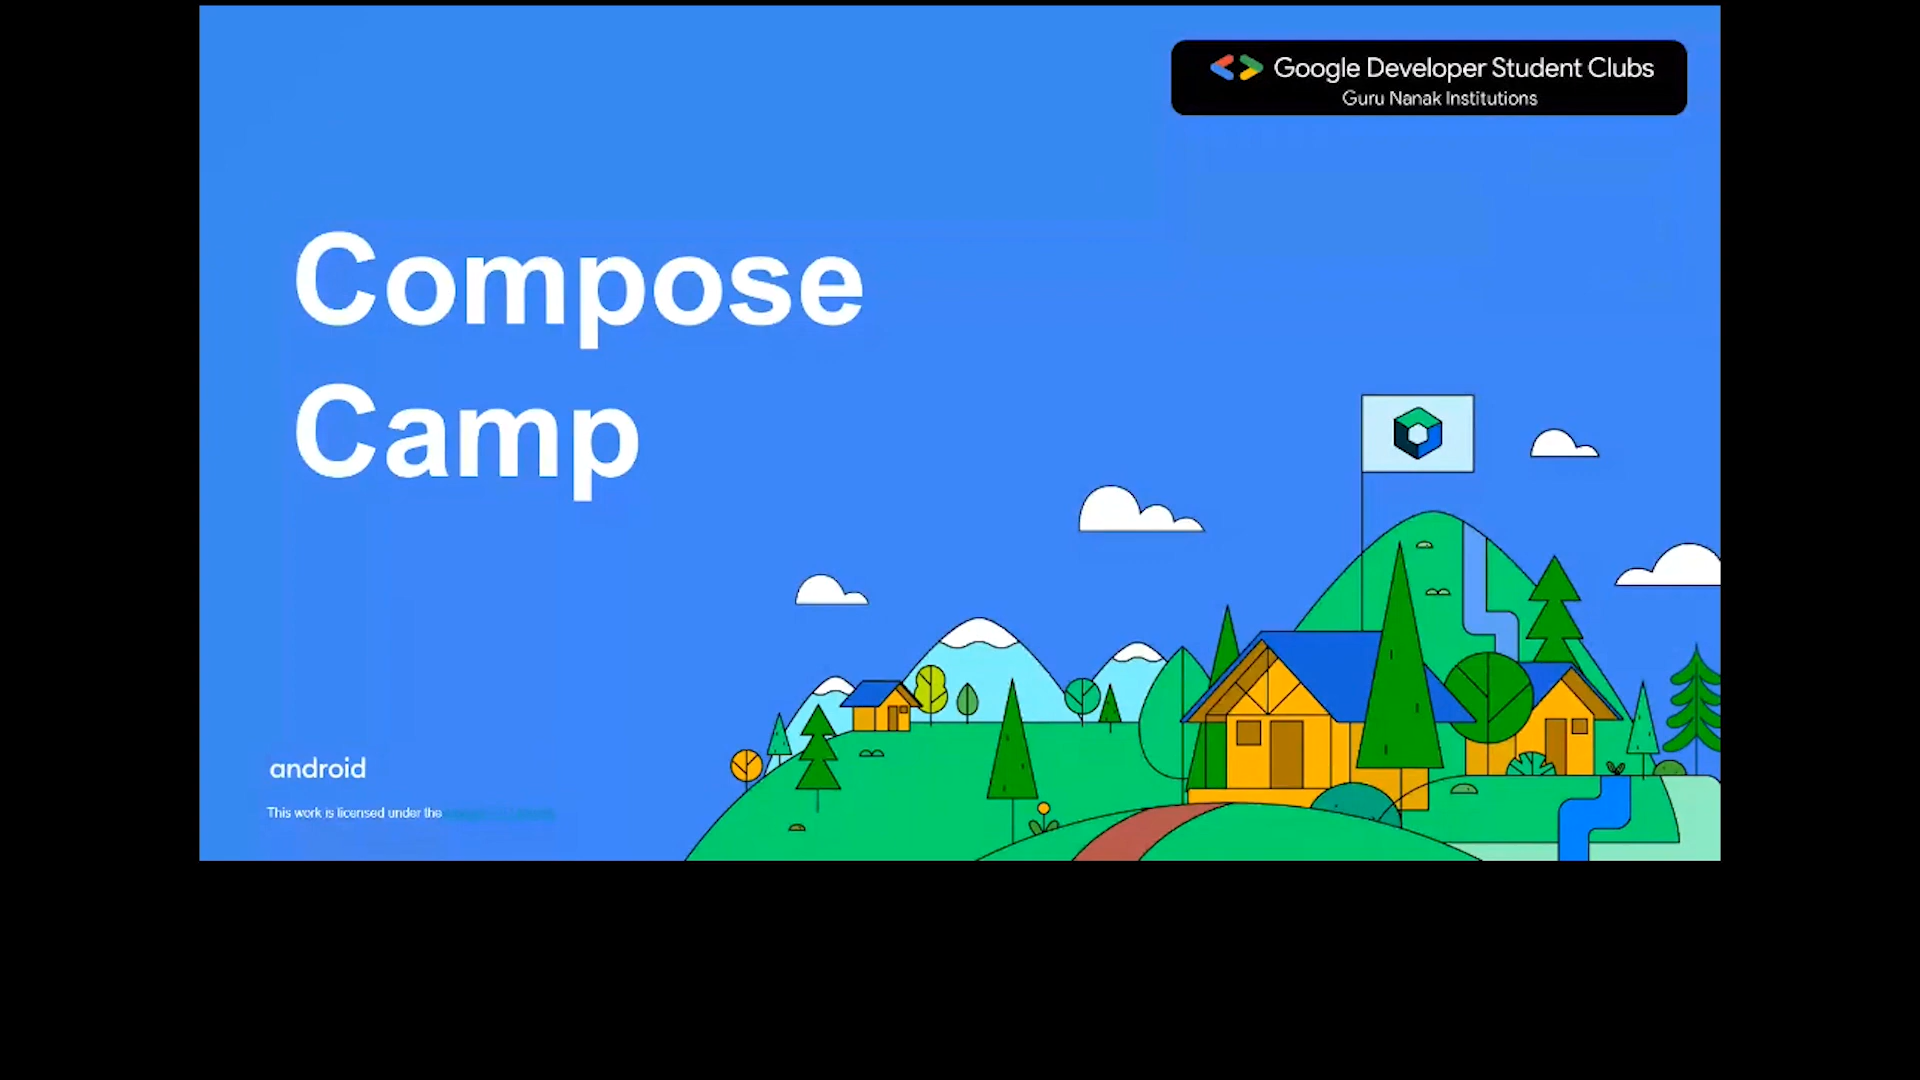 Google Developer Student Clubs
Guru Nanak Institutions
Compose
Camp
android
This work is licensed under the